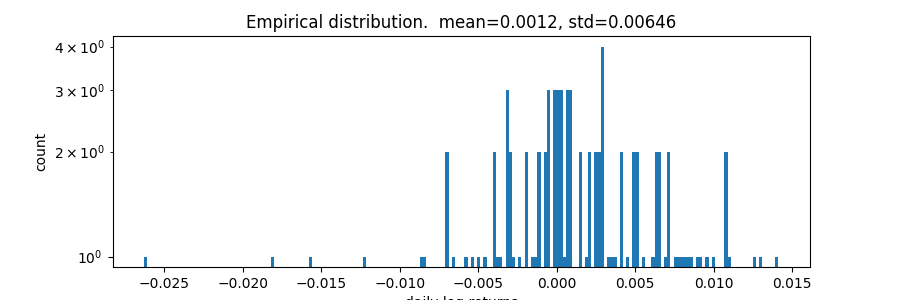 Empirical distribution.  mean=0.0012, std=0.00646
count
4 × 10⁰
3 × 10⁰
2 × 10⁰
10⁰
−0.025 −0.020 −0.015 −0.010 −0.005 0.000 0.005 0.010 0.015
daily log returns